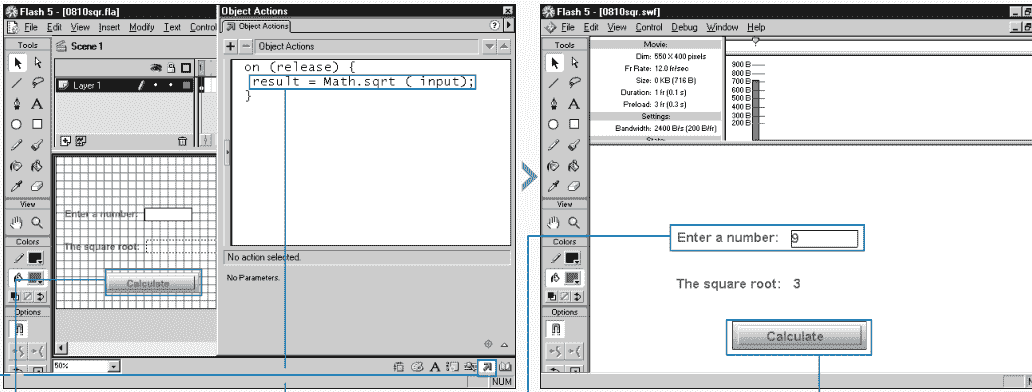 Flash 5 - [0810sqr.fla]
File Edit View Insert Modify Text Control
Tools
Scene 1
Layer 1
View
Colors
Options
Enter a number:
The square root:
Calculate
50%
Object Actions
Object Actions
Object Actions
on (release) {
result = Math.sqrt ( input);
}
No action selected.
No Parameters.
NUM
Flash 5 - [0810sqr.swf]
File Edit View Control Debug Window Help
Tools
View
Colors
Options
Movie:
Dim: 550 X 400 pixels
Fr Rate: 12.0 fr/sec
Size: 0 KB (716 B)
Duration: 1 fr (0.1 s)
Preload: 3 fr (0.3 s)
Settings:
Bandwidth: 2400 B/s (200 B/fr)
State
900 B
800 B
700 B
600 B
500 B
400 B
300 B
200 B
Enter a number: 9
The square root: 3
Calculate